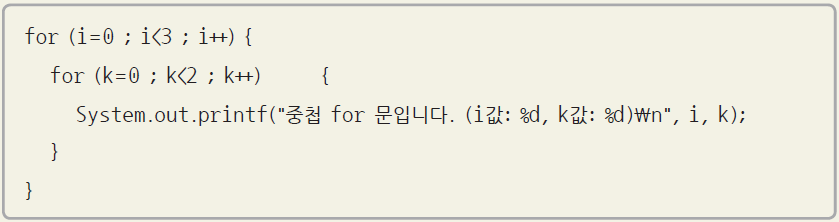 for (i=0 ; i<3 ; i++) {
for (k=0 ; k<2 ; k++) {
System.out.printf("중첩 for 문입니다. (i값: %d, k값: %d)₩n", i, k);
}
}